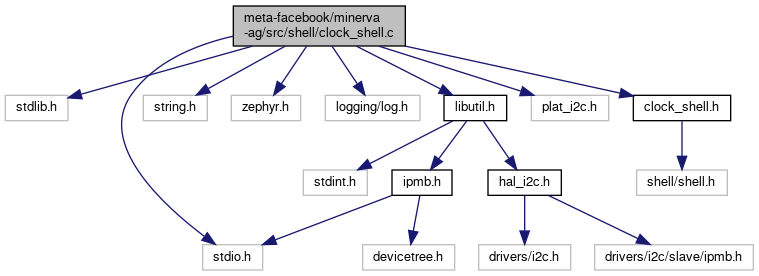 meta-facebook/minerva
-ag/src/shell/clock_shell.c
stdlib.h
string.h
zephyr.h
logging/log.h
libutil.h
plat_i2c.h
clock_shell.h
stdint.h
ipmb.h
hal_i2c.h
shell/shell.h
stdio.h
devicetree.h
drivers/i2c.h
drivers/i2c/slave/ipmb.h